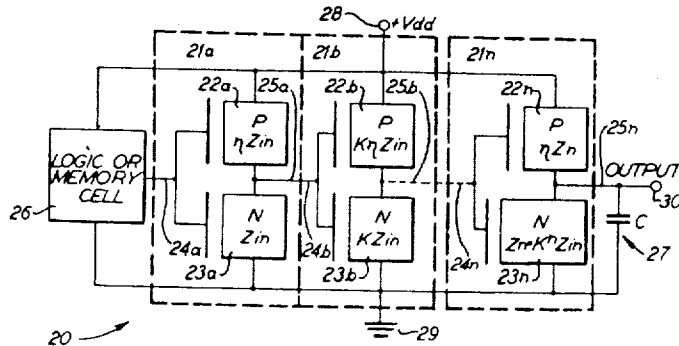 28
+Vdd
21a
21b
21n
22a
25a
22b
25b
22n
P
ηZin
P
KηZin
P
ηZn
25n
LOGIC OR
MEMORY
CELL
OUTPUT
30
26
24a
N
Zin
24b
N
KZin
24n
N
Zn=KⁿZin
C
27
23a
23b
23n
20
29